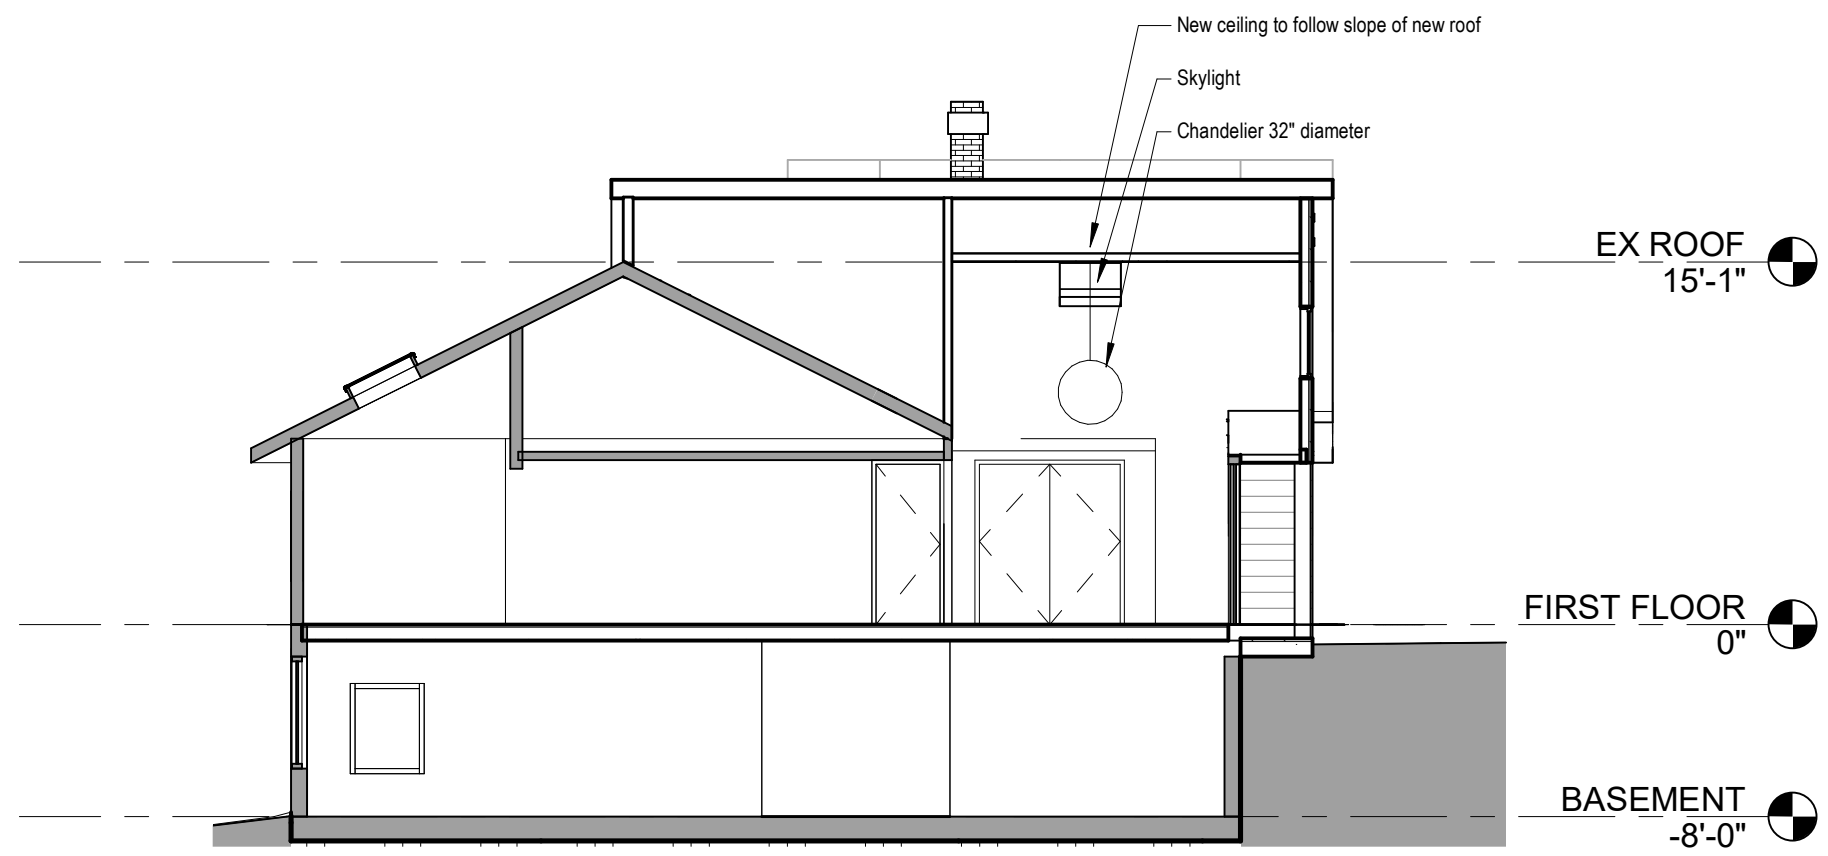 New ceiling to follow slope of new roof
Skylight
Chandelier 32" diameter
EX ROOF
15'-1"
FIRST FLOOR
0"
BASEMENT
-8'-0"